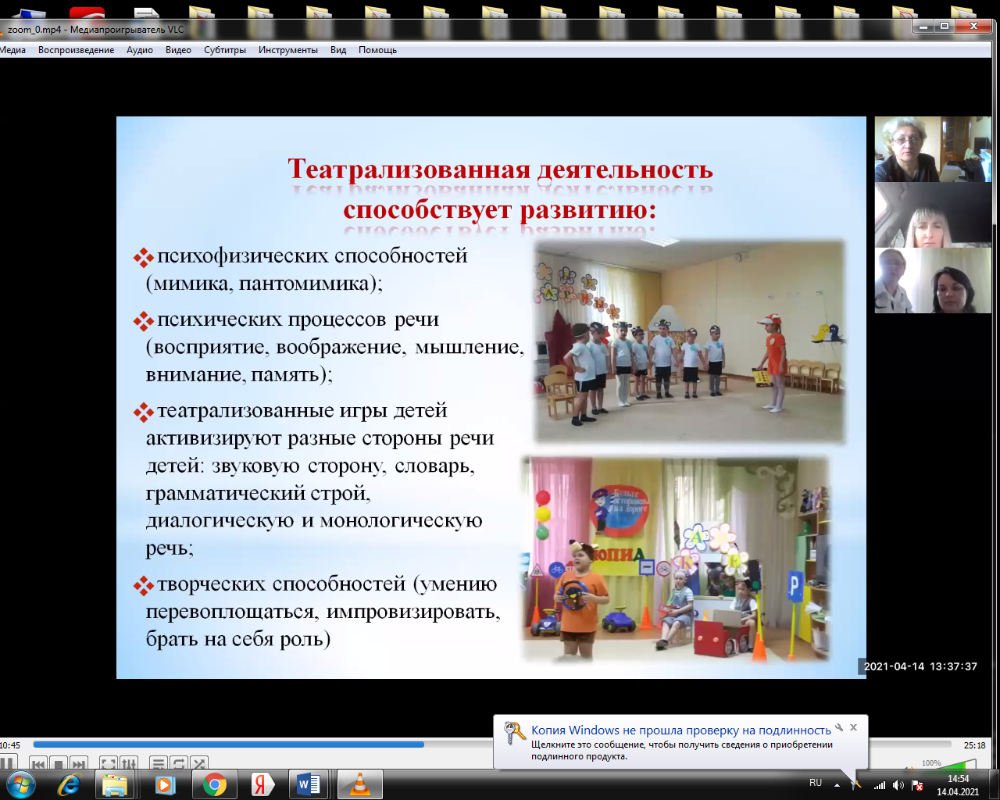 zoom_0.mp4 - Медиапроигрыватель VLC
Медиа Воспроизведение Аудио Видео Субтитры Инструменты Вид Помощь
Театрализованная деятельность
способствует развитию:
психофизических способностей
(мимика, пантомимика);
психических процессов речи
(восприятие, воображение, мышление,
внимание, память);
театрализованные игры детей
активизируют разные стороны речи
детей: звуковую сторону, словарь,
грамматический строй,
диалогическую и монологическую
речь;
творческих способностей (умению
перевоплощаться, импровизировать,
брать на себя роль)
Будьте
осторожны
на дороге
P
2021-04-14 13:37:37
Копия Windows не прошла проверку на подлинность
Щелкните это сообщение, чтобы получить сведения о приобретении
подлинного продукта.
10:45
25:18
100%
RU
14:54
14.04.2021